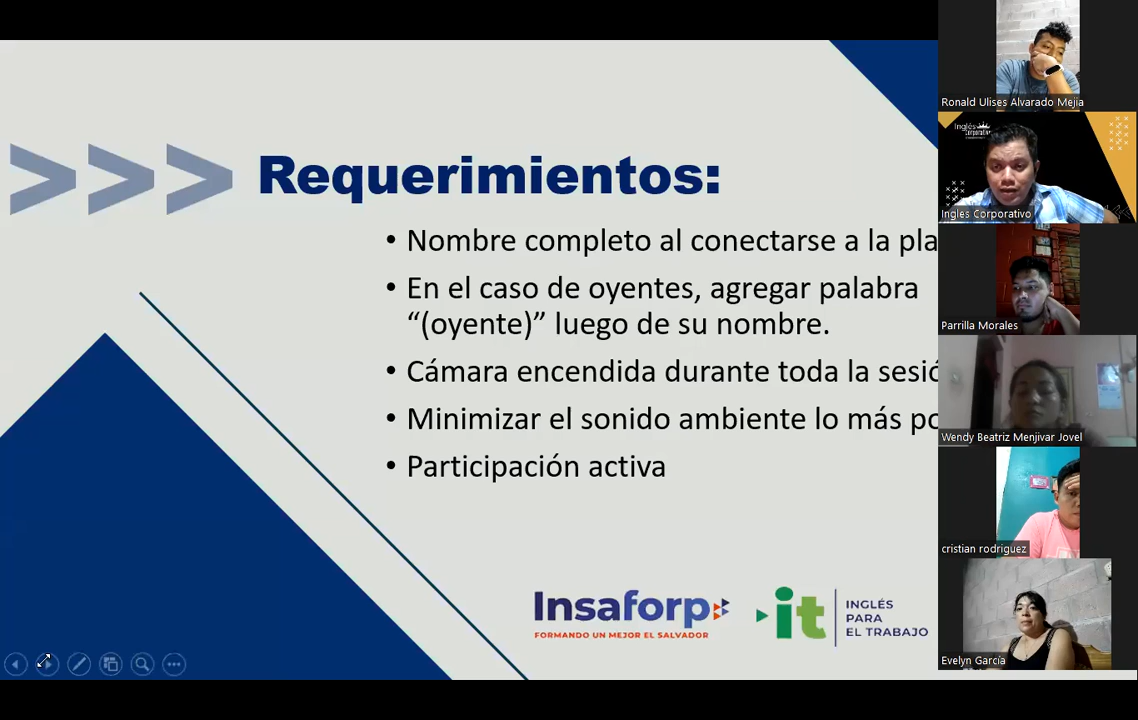 Requerimientos:
• Nombre completo al conectarse a la pla
• En el caso de oyentes, agregar palabra
“(oyente)” luego de su nombre.
• Cámara encendida durante toda la sesió
• Minimizar el sonido ambiente lo más po
• Participación activa
Insaforp
FORMANDO UN MEJOR EL SALVADOR
it
INGLÉS
PARA
EL TRABAJO
Ronald Ulises Alvarado Mejia
Inglés
Corporativo
Ingles Corporativo
Parrilla Morales
Wendy Beatriz Menjivar Jovel
cristian rodriguez
Evelyn García